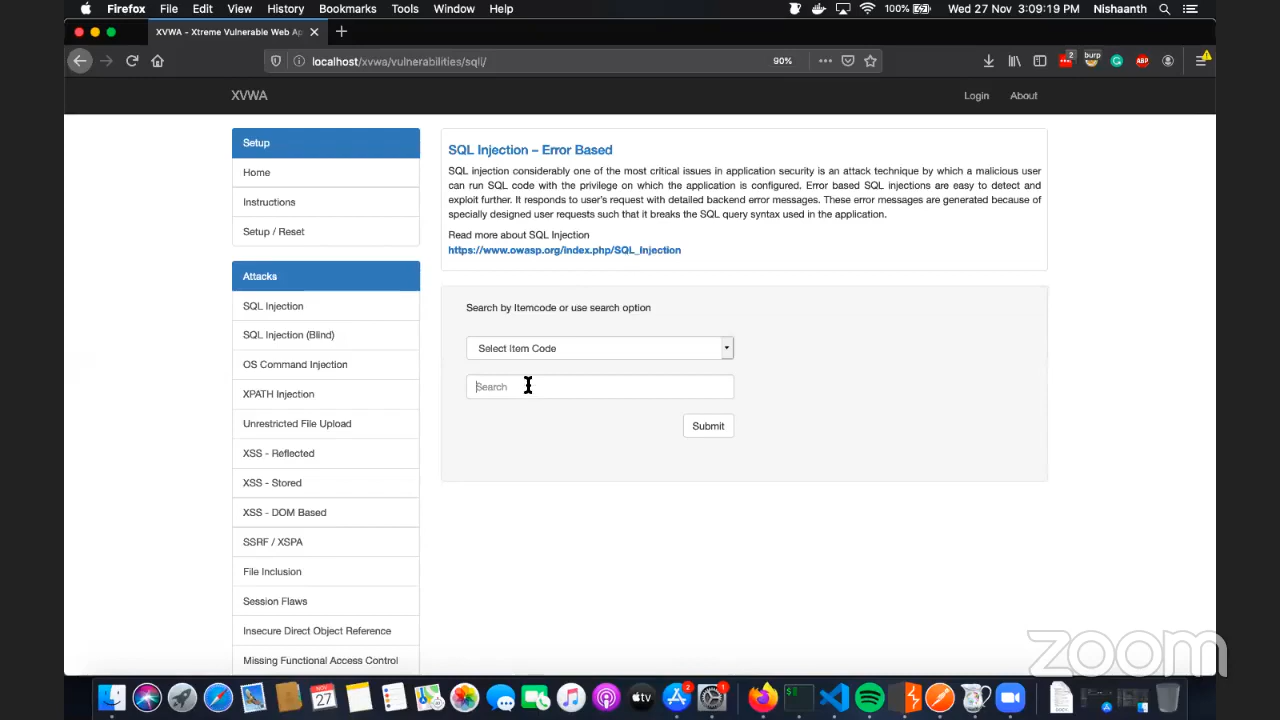 Firefox File Edit View History Bookmarks Tools Window Help 100% Wed 27 Nov 3:09:19 PM Nishaanth
XVWA - Xtreme Vulnerable Web Ap
localhost/xvwa/vulnerabilities/sqli/ 90% 2 burp ABP
XVWA Login About
Setup
Home
Instructions
Setup / Reset
Attacks
SQL Injection
SQL Injection (Blind)
OS Command Injection
XPATH Injection
Unrestricted File Upload
XSS - Reflected
XSS - Stored
XSS - DOM Based
SSRF / XSPA
File Inclusion
Session Flaws
Insecure Direct Object Reference
Missing Functional Access Control
SQL Injection – Error Based
SQL injection considerably one of the most critical issues in application security is an attack technique by which a malicious user
can run SQL code with the privilege on which the application is configured. Error based SQL injections are easy to detect and
exploit further. It responds to user's request with detailed backend error messages. These error messages are generated because of
specially designed user requests such that it breaks the SQL query syntax used in the application.
Read more about SQL Injection
https://www.owasp.org/index.php/SQL_Injection
Search by Itemcode or use search option
Select Item Code
Search
Submit
zoom
NOV 27 tv 2 1 $